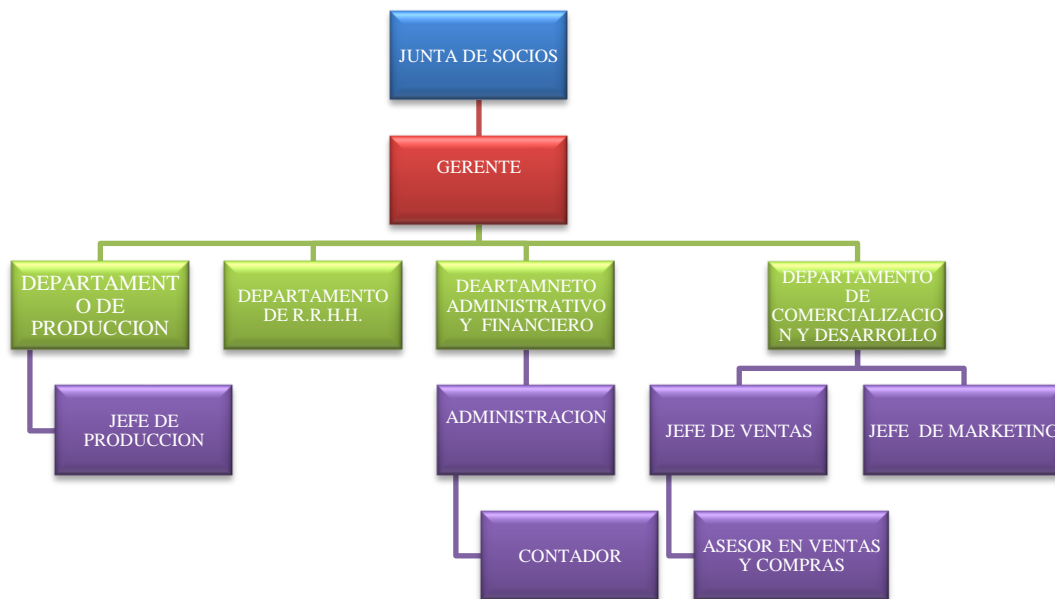 JUNTA DE SOCIOS
GERENTE
DEPARTAMENT
O DE
PRODUCCION
DEPARTAMENTO
DE R.R.H.H.
DEARTAMNETO
ADMINISTRATIVO
Y FINANCIERO
DEPARTAMENTO
DE
COMERCIALIZACIO
N Y DESARROLLO
JEFE DE
PRODUCCION
ADMINISTRACION
JEFE DE VENTAS
JEFE DE MARKETING
CONTADOR
ASESOR EN VENTAS
Y COMPRAS